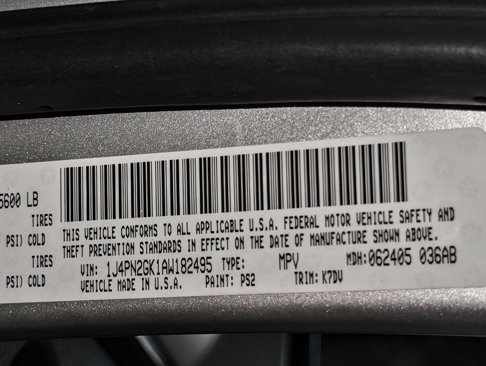 5600 LB
TIRES
PSI) COLD
TIRES
PSI) COLD
THIS VEHICLE CONFORMS TO ALL APPLICABLE U.S.A. FEDERAL MOTOR VEHICLE SAFETY AND
THEFT PREVENTION STANDARDS IN EFFECT ON THE DATE OF MANUFACTURE SHOWN ABOVE.
VIN: 1J4PN2GK1AW182495 TYPE: MPV MDH:062405 036AB
VEHICLE MADE IN U.S.A. PAINT: PS2 TRIM: K7DV